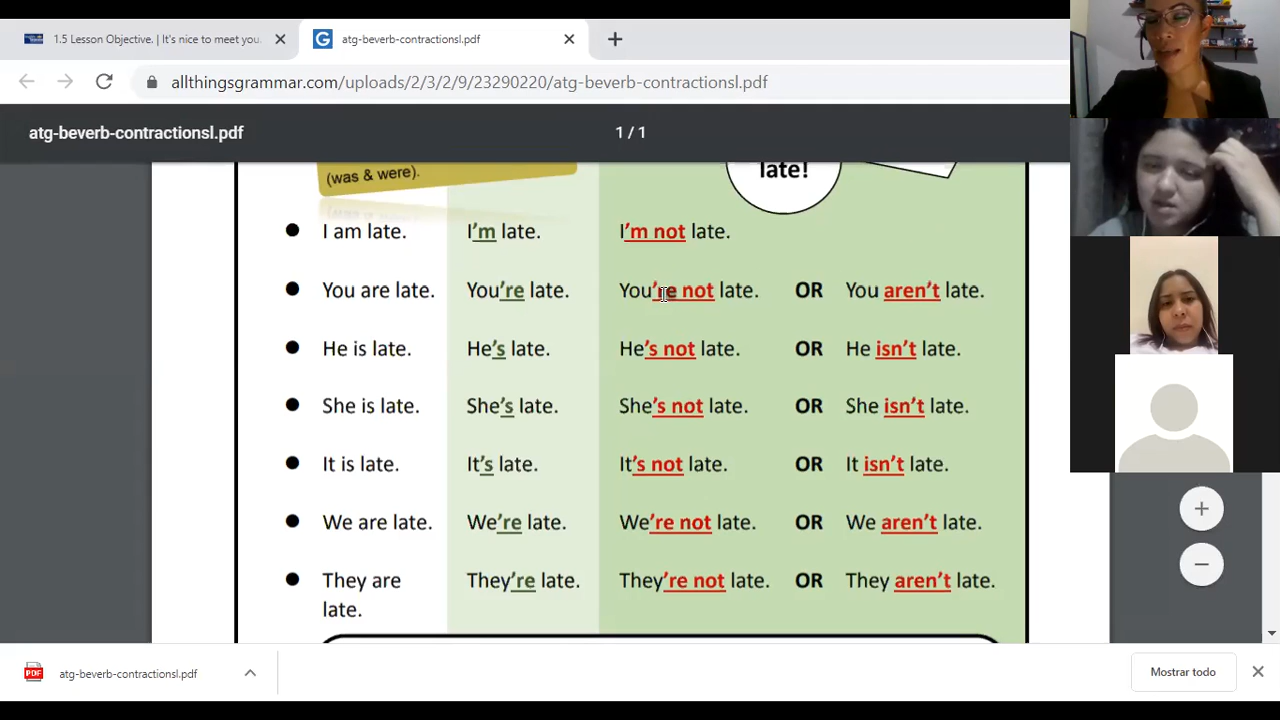 1.5 Lesson Objective. | It's nice to meet you.
atg-beverb-contractionsl.pdf
allthingsgrammar.com/uploads/2/3/2/9/23290220/atg-beverb-contractionsl.pdf
atg-beverb-contractionsl.pdf 1 / 1
(was & were).
late!
I am late. I'm late. I'm not late.
You are late. You're late. You're not late. OR You aren't late.
He is late. He's late. He's not late. OR He isn't late.
She is late. She's late. She's not late. OR She isn't late.
It is late. It's late. It's not late. OR It isn't late.
We are late. We're late. We're not late. OR We aren't late.
They are late. They're late. They're not late. OR They aren't late.
atg-beverb-contractionsl.pdf
Mostrar todo